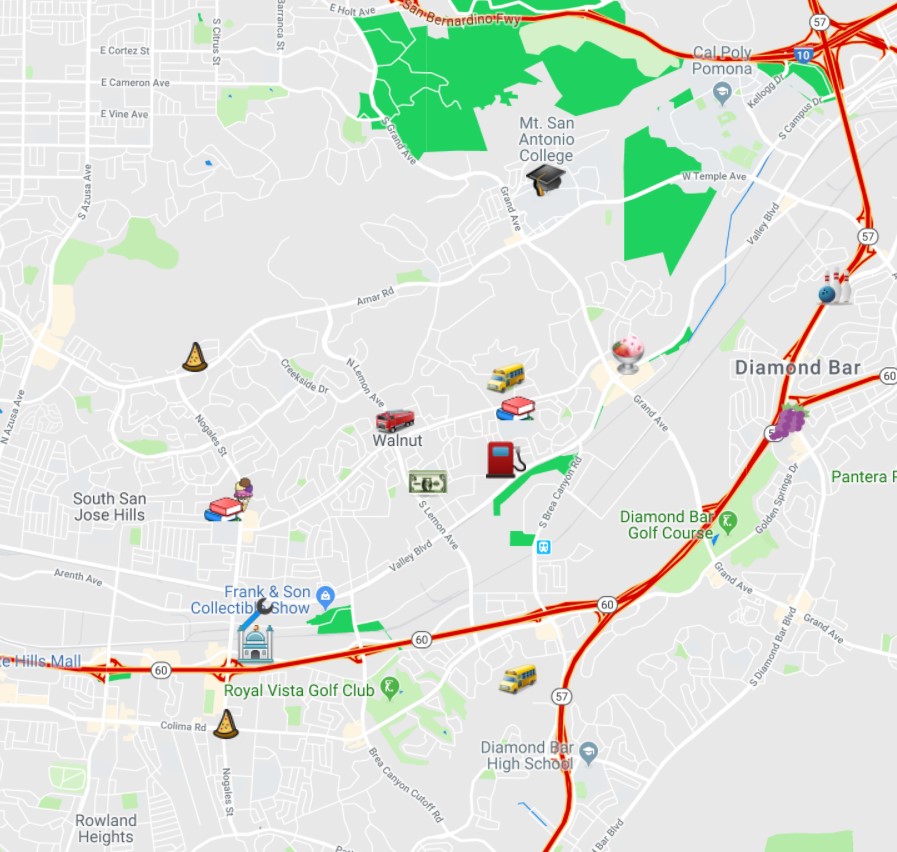 E Holt Ave
San Bernardino Fwy
57
10
Cal Poly
Pomona
S Citrus St
Barranca St
E Cortez St
E Cameron Ave
E Vine Ave
Kellogg Dr
S Campus Dr
S Grand Ave
Mt. San
Antonio
College
W Temple Ave
S Azusa Ave
Grand Ave
Valley Blvd
57
Amar Rd
Creekside Dr
N Lemon Ave
Diamond Bar
60
N Azusa Ave
Nogales St
Walnut
Grand Ave
South San
Jose Hills
S Lemon Ave
S Brea Canyon Rd
Golden Springs Dr
Pantera
Diamond Bar
Golf Course
Valley Blvd
Arenth Ave
Frank & Son
Collectible Show
Grand Ave
60
60
Grand Ave
e Hills Mall
60
Royal Vista Golf Club
57
S Diamond Bar Blvd
Colima Rd
Diamond Bar
High School
Nogales St
Brea Canyon Cutoff Rd
Rowland
Heights
Bar Blvd